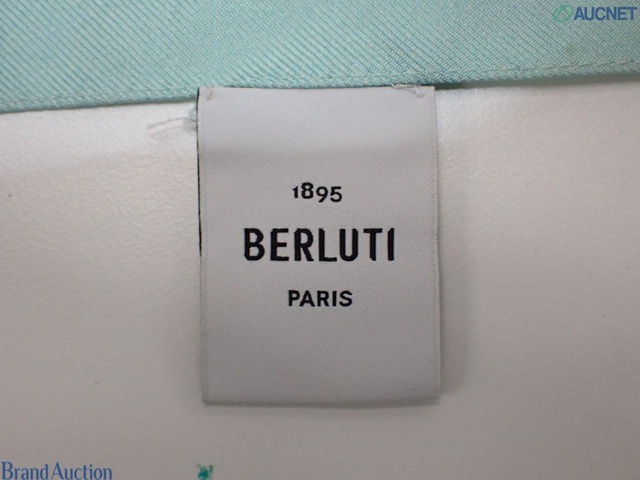 AUCNET
1895
BERLUTI
PARIS
Brand Auction